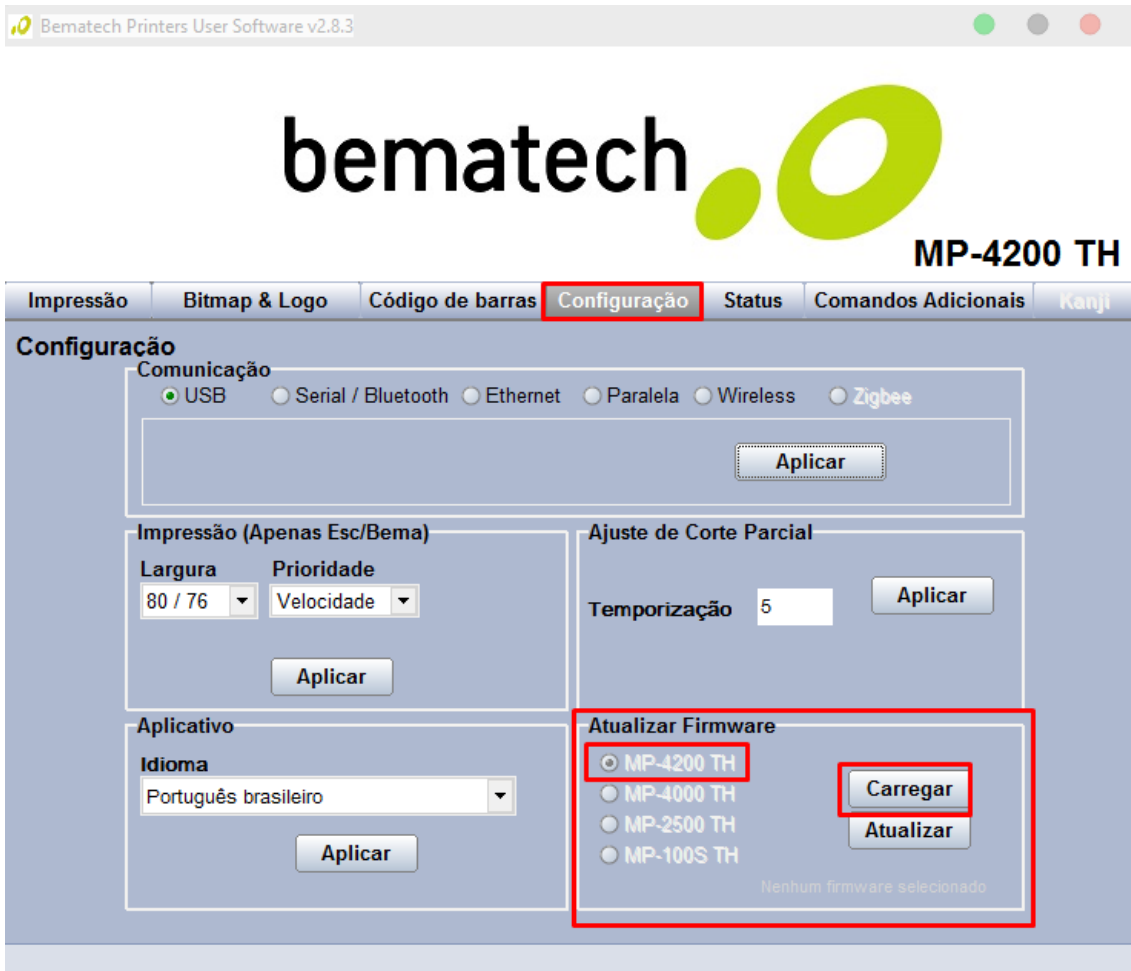 Bematech Printers User Software v2.8.3
bematech
MP-4200 TH
Impressão Bitmap & Logo Código de barras Configuração Status Comandos Adicionais Kanji
Configuração
Comunicação
USB Serial / Bluetooth Ethernet Paralela Wireless Zigbee
Aplicar
Impressão (Apenas Esc/Bema)
Largura Prioridade
80 / 76 Velocidade
Aplicar
Ajuste de Corte Parcial
Temporização 5 Aplicar
Aplicativo
Idioma
Português brasileiro
Aplicar
Atualizar Firmware
MP-4200 TH
MP-4000 TH
MP-2500 TH
MP-100S TH
Carregar
Atualizar
Nenhum firmware selecionado